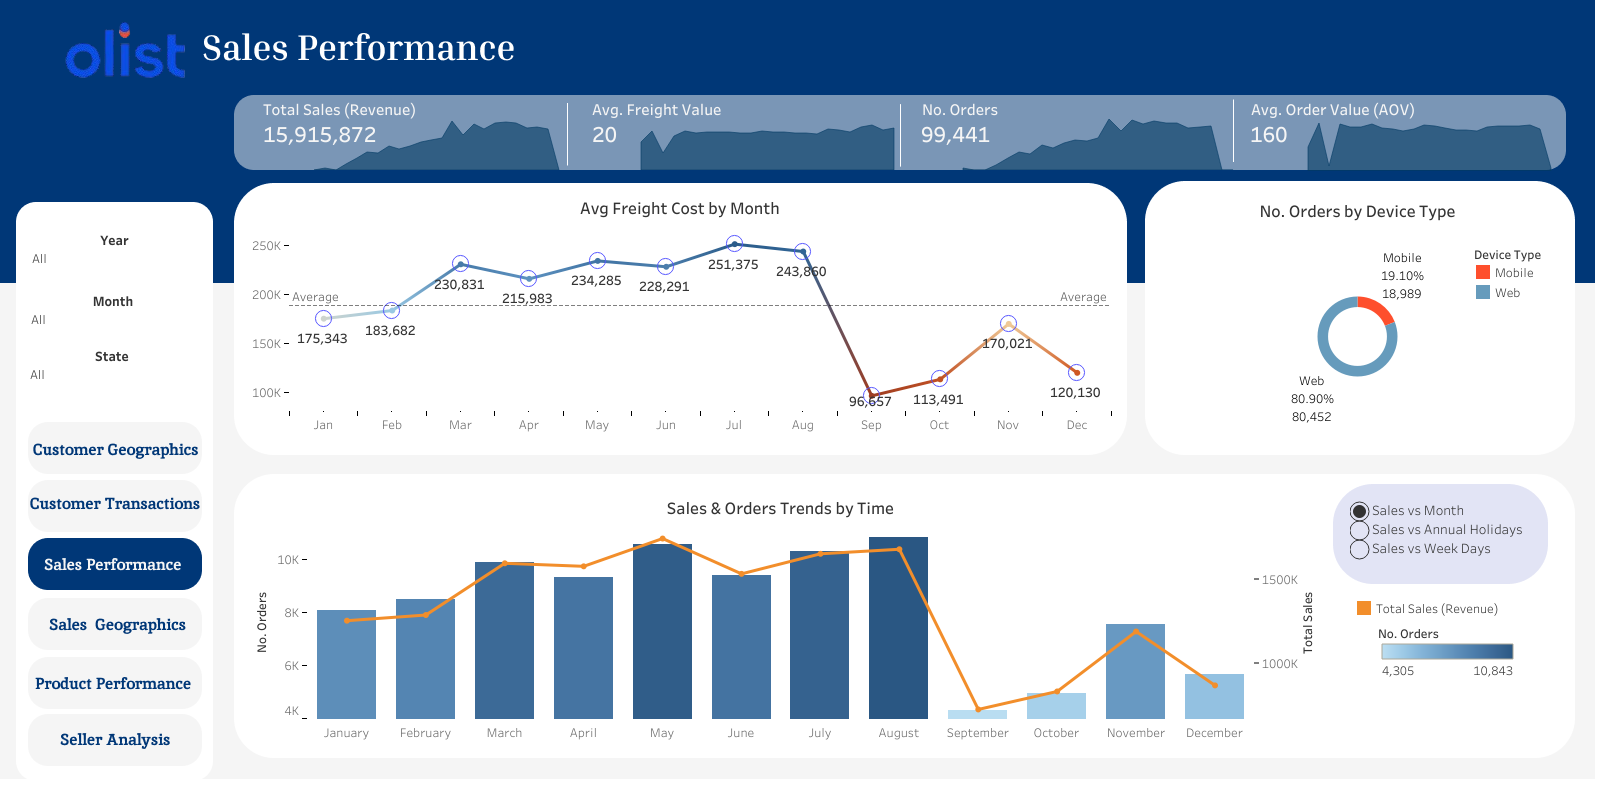 olist Sales Performance
Total Sales (Revenue)
15,915,872
Avg. Freight Value
20
No. Orders
99,441
Avg. Order Value (AOV)
160
Year
All
Month
All
State
All
Customer Geographics
Customer Transactions
Sales Performance
Sales Geographics
Product Performance
Seller Analysis
Avg Freight Cost by Month
250K
200K
150K
100K
Average
Average
175,343
183,682
230,831
215,983
234,285
228,291
251,375
243,860
96,657
113,491
170,021
120,130
Jan
Feb
Mar
Apr
May
Jun
Jul
Aug
Sep
Oct
Nov
Dec
No. Orders by Device Type
Mobile
19.10%
18,989
Web
80.90%
80,452
Device Type
Mobile
Web
Sales & Orders Trends by Time
No. Orders
10K
8K
6K
4K
January
February
March
April
May
June
July
August
September
October
November
December
1500K
1000K
Total Sales
Sales vs Month
Sales vs Annual Holidays
Sales vs Week Days
Total Sales (Revenue)
No. Orders
4,305
10,843